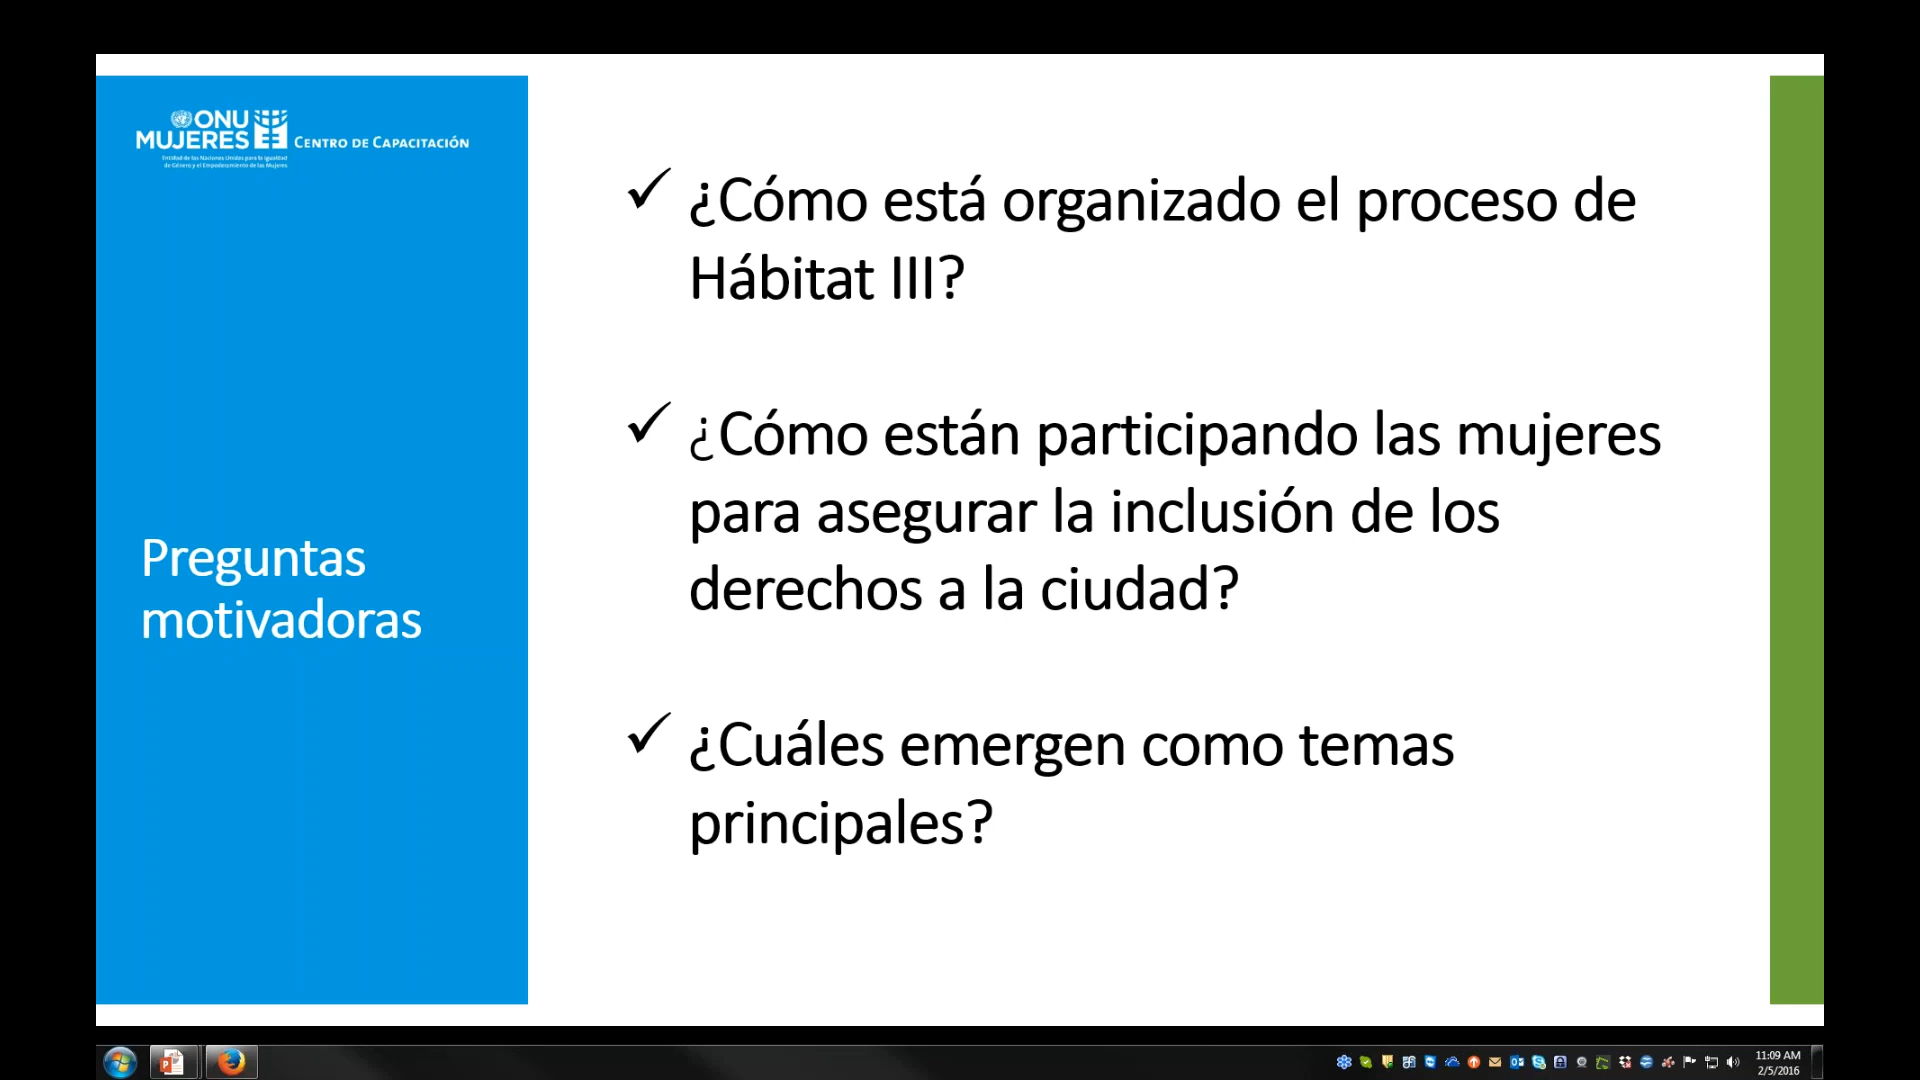 ONU
MUJERES
CENTRO DE CAPACITACIÓN
Entidad de las Naciones Unidas para la Igualdad
de Género y el Empoderamiento de las Mujeres
Preguntas
motivadoras
¿Cómo está organizado el proceso de
Hábitat III?
¿Cómo están participando las mujeres
para asegurar la inclusión de los
derechos a la ciudad?
¿Cuáles emergen como temas
principales?
11:09 AM
2/5/2016